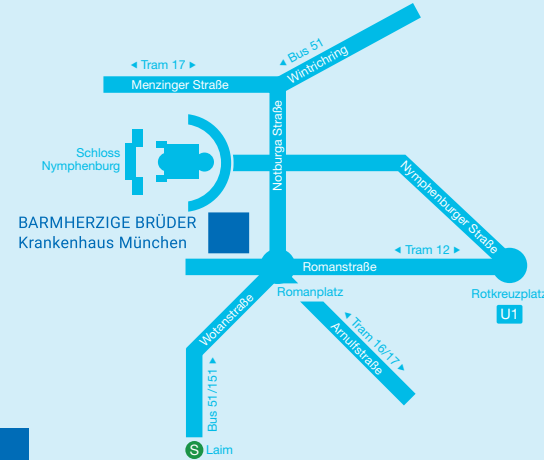 ◄ Bus 51
Wintrichring
◄ Tram 17 ►
Menzinger Straße
Notburga Straße
Schloss
Nymphenburg
Nymphenburger Straße
BARMHERZIGE BRÜDER
Krankenhaus München
◄ Tram 12 ►
Romanstraße
Romanplatz
Rotkreuzplatz
U1
Wotanstraße
◄ Tram 16/17 ►
Arnulfstraße
Bus 51/151 ►
S Laim